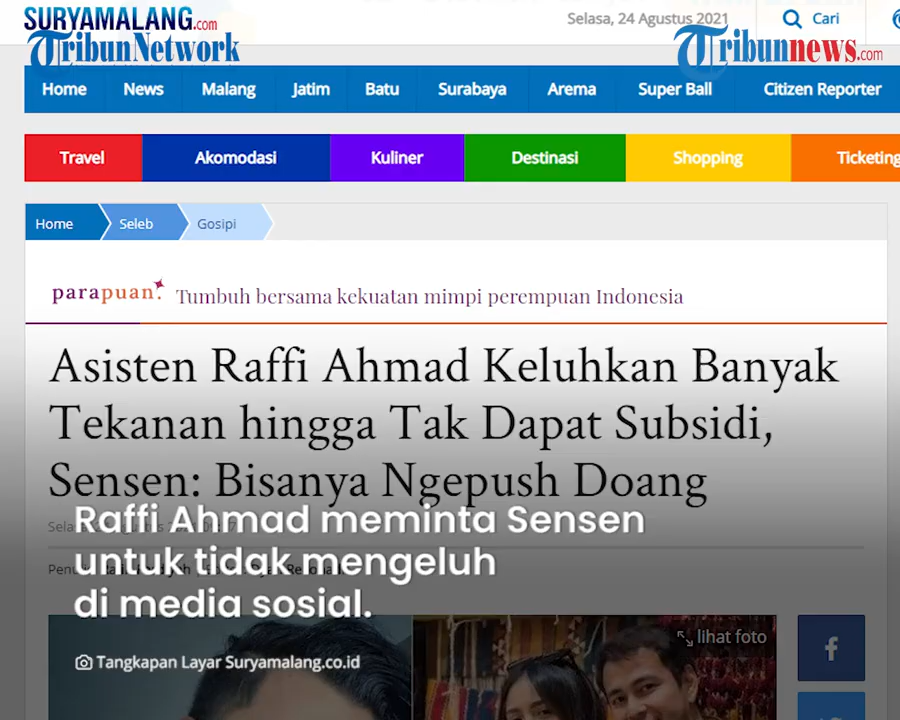 SURYAMALANG.com
Selasa, 24 Agustus 2021
Cari
TribunNetwork
Tribunnews.com
Home News Malang Jatim Batu Surabaya Arema Super Ball Citizen Reporter
Travel Akomodasi Kuliner Destinasi Shopping Ticketing
Home Seleb Gosipi
parapuan. Tumbuh bersama kekuatan mimpi perempuan Indonesia
Asisten Raffi Ahmad Keluhkan Banyak
Tekanan hingga Tak Dapat Subsidi,
Sensen: Bisanya Ngepush Doang
Raffi Ahmad meminta Sensen
untuk tidak mengeluh
di media sosial.
lihat foto
Tangkapan Layar Suryamalang.co.id